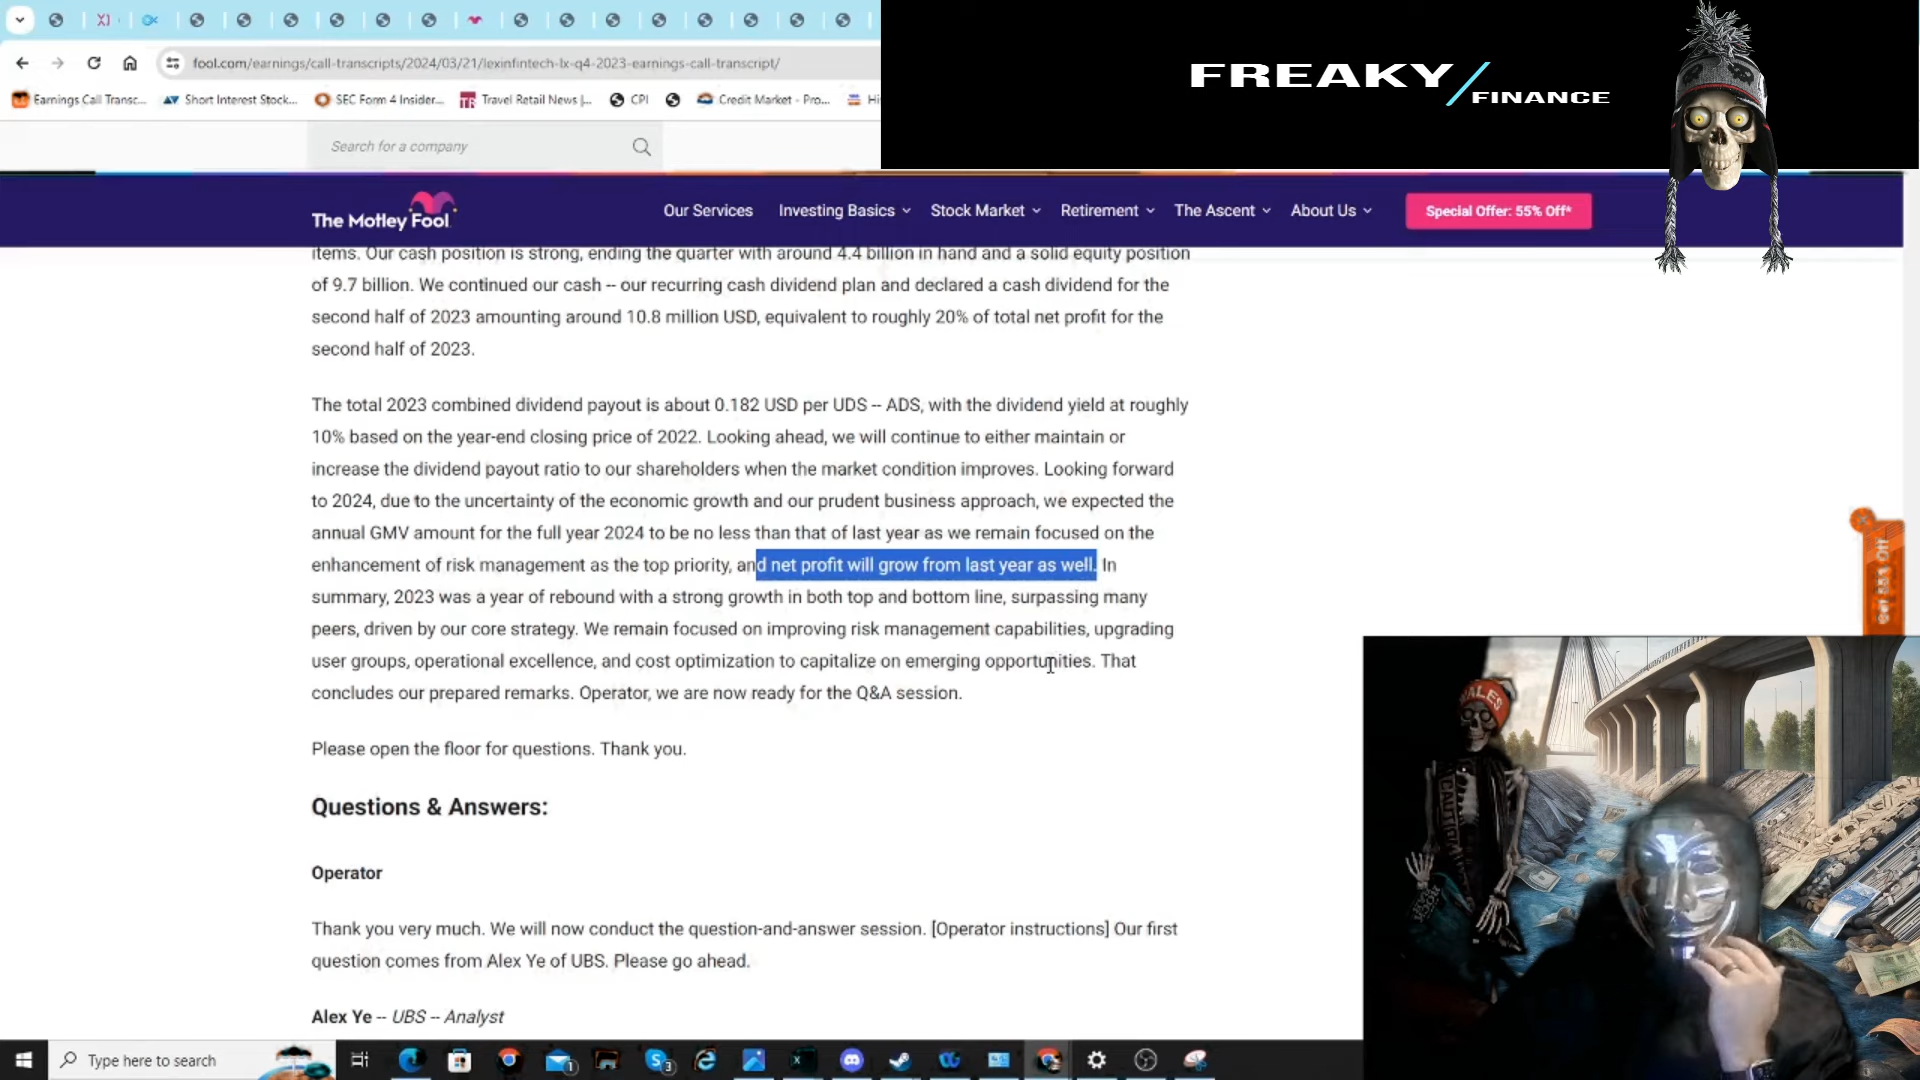 fool.com/earnings/call-transcripts/2024/03/21/lexinfintech-lx-q4-2023-earnings-call-transcript/
Earnings Call Transc... Short Interest Stock... SEC Form 4 Insider... Travel Retail News |... CPI Credit Market - Pro... Hi
FREAKY/FINANCE
Search for a company
The Motley Fool
Our Services Investing Basics Stock Market Retirement The Ascent About Us Special Offer: 55% Off*
items. Our cash position is strong, ending the quarter with around 4.4 billion in hand and a solid equity position
of 9.7 billion. We continued our cash -- our recurring cash dividend plan and declared a cash dividend for the
second half of 2023 amounting around 10.8 million USD, equivalent to roughly 20% of total net profit for the
second half of 2023.
The total 2023 combined dividend payout is about 0.182 USD per UDS -- ADS, with the dividend yield at roughly
10% based on the year-end closing price of 2022. Looking ahead, we will continue to either maintain or
increase the dividend payout ratio to our shareholders when the market condition improves. Looking forward
to 2024, due to the uncertainty of the economic growth and our prudent business approach, we expected the
annual GMV amount for the full year 2024 to be no less than that of last year as we remain focused on the
enhancement of risk management as the top priority, and net profit will grow from last year as well. In
summary, 2023 was a year of rebound with a strong growth in both top and bottom line, surpassing many
peers, driven by our core strategy. We remain focused on improving risk management capabilities, upgrading
user groups, operational excellence, and cost optimization to capitalize on emerging opportunities. That
concludes our prepared remarks. Operator, we are now ready for the Q&A session.
Please open the floor for questions. Thank you.
Questions & Answers:
Operator
Thank you very much. We will now conduct the question-and-answer session. [Operator instructions] Our first
question comes from Alex Ye of UBS. Please go ahead.
Alex Ye -- UBS -- Analyst
Type here to search